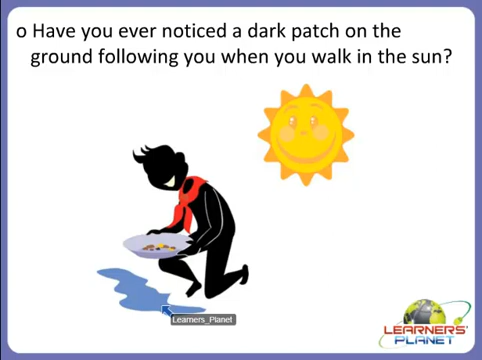 o Have you ever noticed a dark patch on the
ground following you when you walk in the sun?
Learners_Planet
LEARNERS'
PLANET